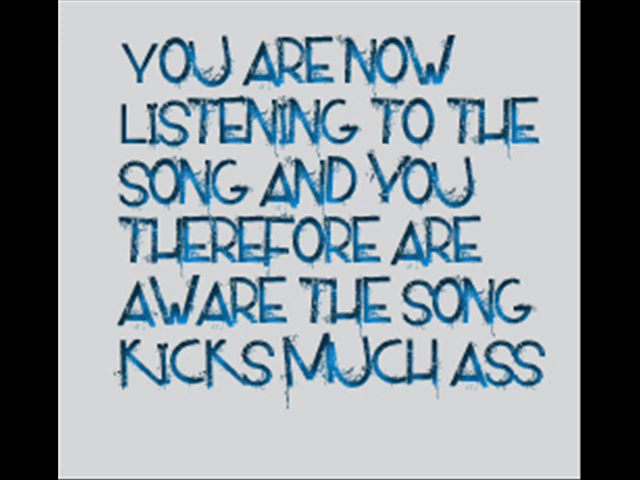 YOU ARE NOW
LISTENING TO THE
SONG AND YOU
THEREFORE ARE
AWARE THE SONG
KICKS MUCH ASS